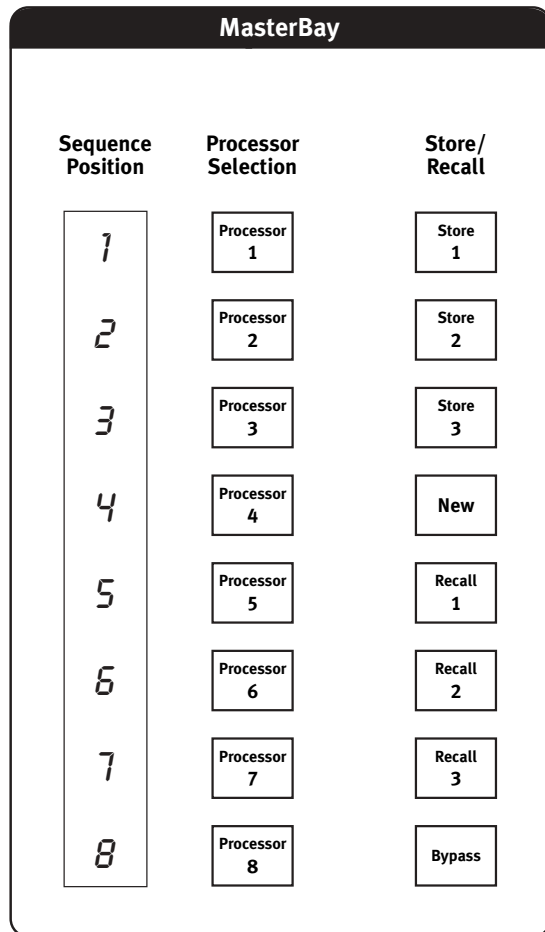 MasterBay
Sequence Position
Processor Selection
Store/ Recall
1
Processor 1
Store 1
2
Processor 2
Store 2
3
Processor 3
Store 3
4
Processor 4
New
5
Processor 5
Recall 1
6
Processor 6
Recall 2
7
Processor 7
Recall 3
8
Processor 8
Bypass